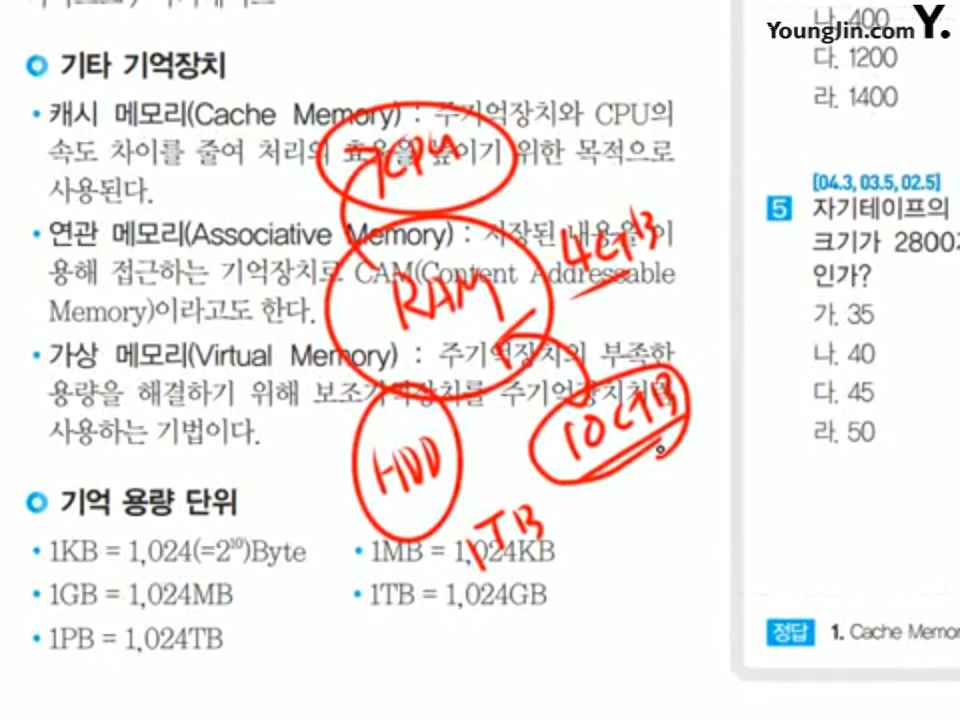 기타 기억장치
• 캐시 메모리(Cache Memory) : 주기억장치와 CPU의
속도 차이를 줄여 처리의 효율을 높이기 위한 목적으로
사용된다.
• 연관 메모리(Associative Memory) : 저장된 내용을 이
용해 접근하는 기억장치로 CAM(Content Addressable
Memory)이라고도 한다.
• 가상 메모리(Virtual Memory) : 주기억장치의 부족한
용량을 해결하기 위해 보조기억장치를 주기억장치처럼
사용하는 기법이다.
CPU
RAM
4GB
10GB
HDD
1TB
기억 용량 단위
• 1KB = 1,024(=2¹⁰)Byte
• 1MB = 1,024KB
• 1GB = 1,024MB
• 1TB = 1,024GB
• 1PB = 1,024TB
YoungJin.com Y.
나. 400
다. 1200
라. 1400
[04.3, 03.5, 02.5]
5 자기테이프의
크기가 2800
인가?
가. 35
나. 40
다. 45
라. 50
정답 1. Cache Memor